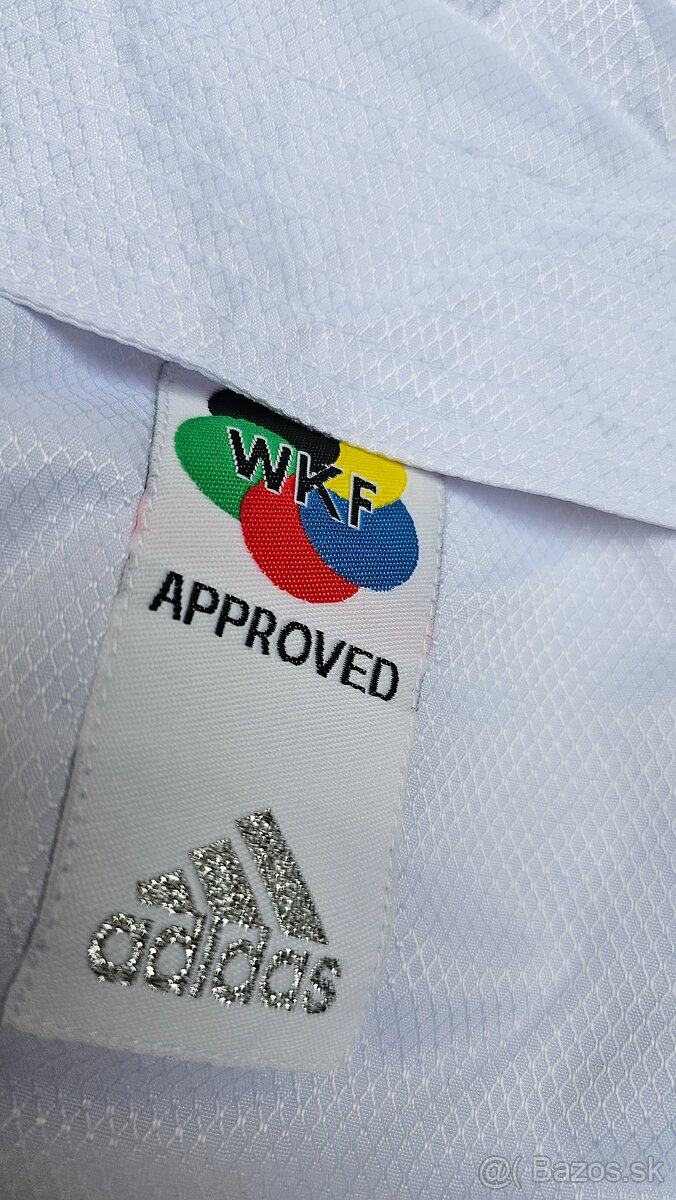 WKF
APPROVED
adidas
@( Bazos.sk